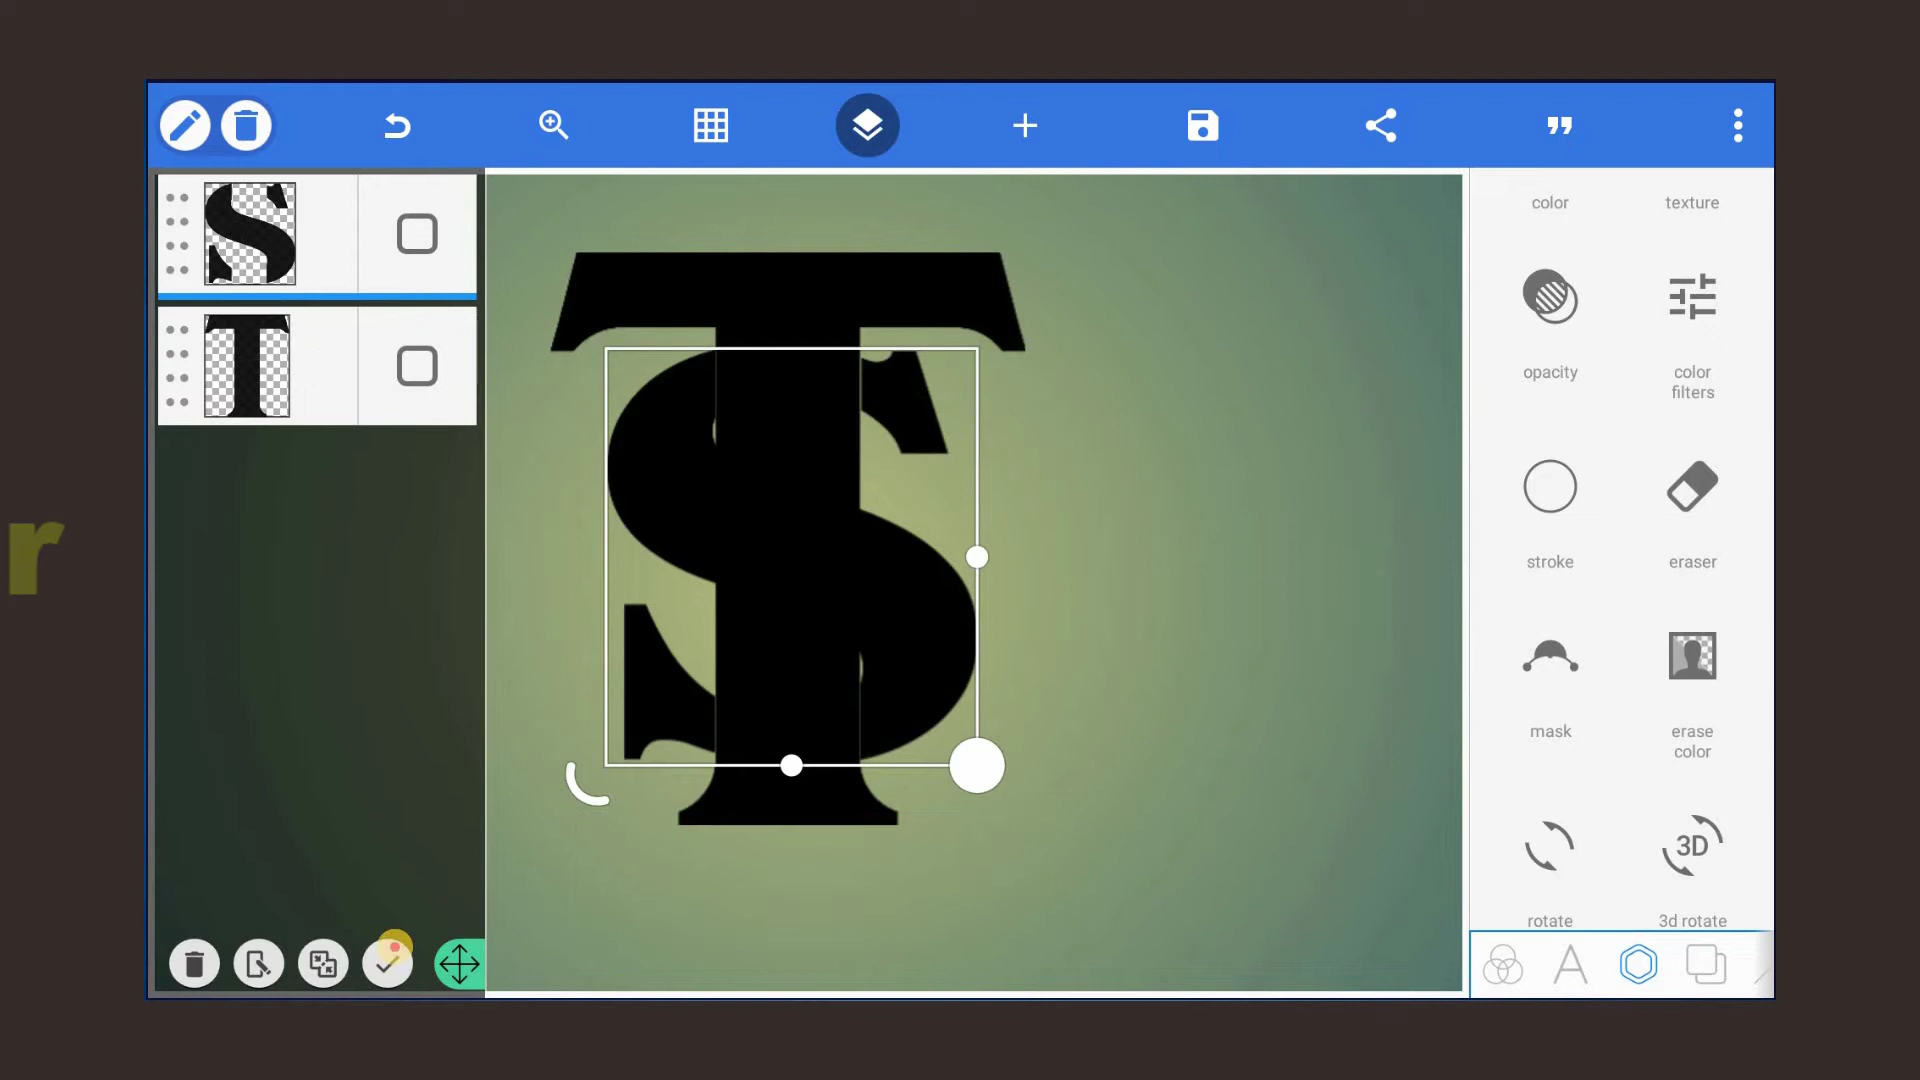 S
T
T
S
color texture
opacity color filters
stroke eraser
mask erase color
3D
rotate 3d rotate
A
r